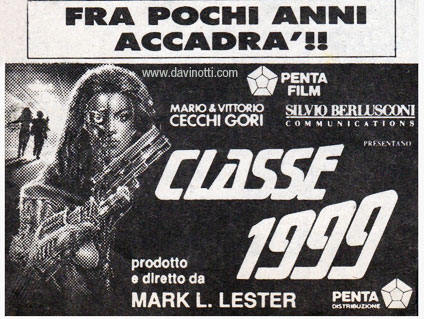 FRA POCHI ANNI
ACCADRA'!!
www.davinotti.com
PENTA
FILM
MARIO & VITTORIO
CECCHI GORI
SILVIO BERLUSCONI
COMMUNICATIONS
PRESENTANO
CLASSE
1999
prodotto
e diretto da
MARK L. LESTER
PENTA
DISTRIBUZIONE